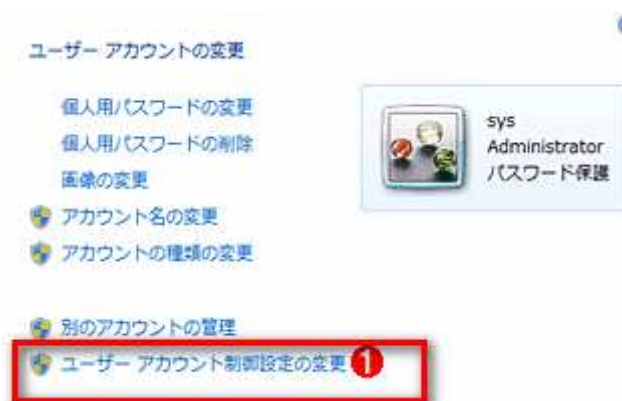 ユーザー アカウントの変更
個人用パスワードの変更
個人用パスワードの削除
画像の変更
アカウント名の変更
アカウントの種類の変更
別のアカウントの管理
ユーザー アカウント制御設定の変更 1
sys
Administrator
パスワード保護